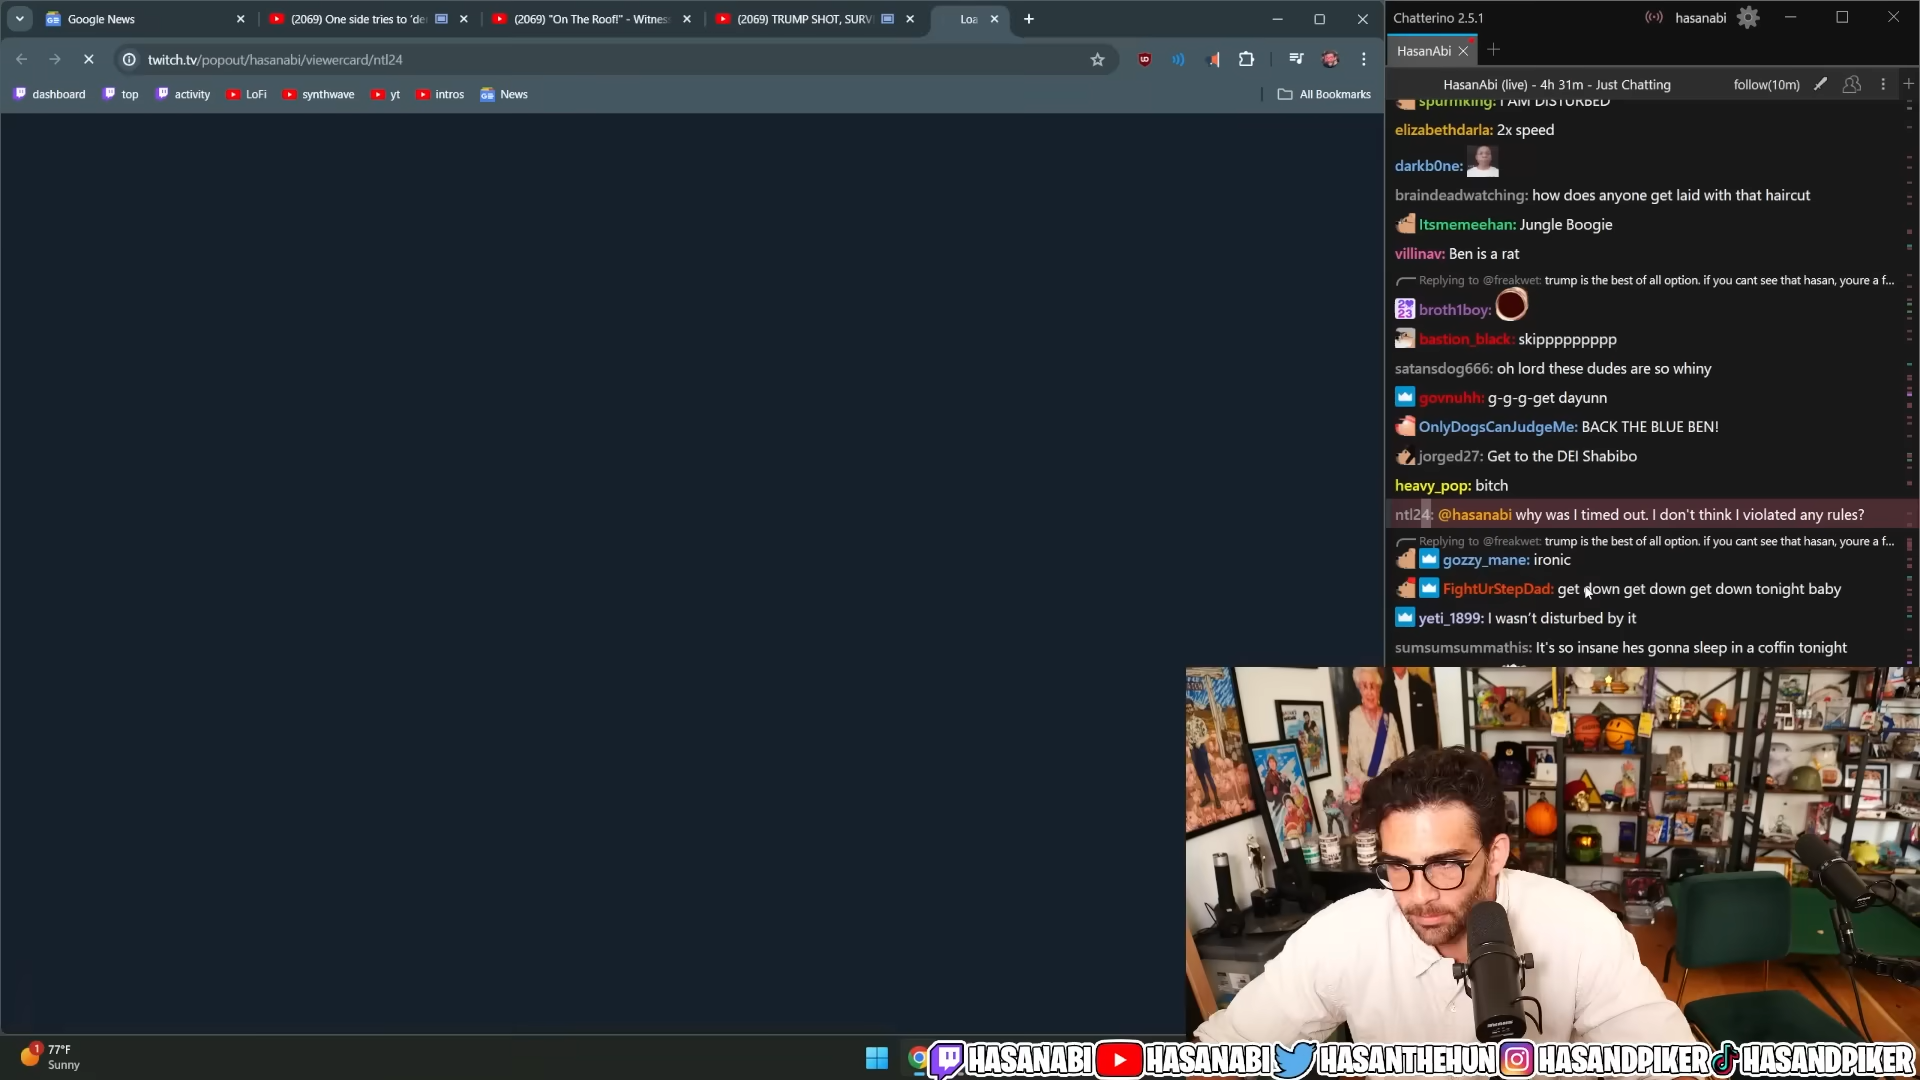 Google News
(2069) One side tries to 'de
(2069) "On The Roof!" - Witnes
(2069) TRUMP SHOT, SURV
Loa
twitch.tv/popout/hasanabi/viewercard/ntl24
dashboard
top
activity
LoFi
synthwave
yt
intros
News
All Bookmarks
Chatterino 2.5.1
hasanabi
HasanAbi
HasanAbi (live) - 4h 31m - Just Chatting
follow(10m)
spurmking: I AM DISTURBED
elizabethdarla: 2x speed
darkb0ne:
braindeadwatching: how does anyone get laid with that haircut
Itsmemeehan: Jungle Boogie
villinav: Ben is a rat
Replying to @freakwet: trump is the best of all option. if you cant see that hasan, youre a f...
broth1boy:
bastion_black: skipppppppp
satansdog666: oh lord these dudes are so whiny
govnuhh: g-g-g-get dayunn
OnlyDogsCanJudgeMe: BACK THE BLUE BEN!
jorged27: Get to the DEI Shabibo
heavy_pop: bitch
ntl24: @hasanabi why was I timed out. I don't think I violated any rules?
Replying to @freakwet: trump is the best of all option. if you cant see that hasan, youre a f...
gozzy_mane: ironic
FightUrStepDad: get down get down get down tonight baby
yeti_1899: I wasn't disturbed by it
sumsumsummathis: It's so insane hes gonna sleep in a coffin tonight
1
77°F
Sunny
HASANABI HASANABI HASANTHEHUN HASANDPIKER HASANDPIKER